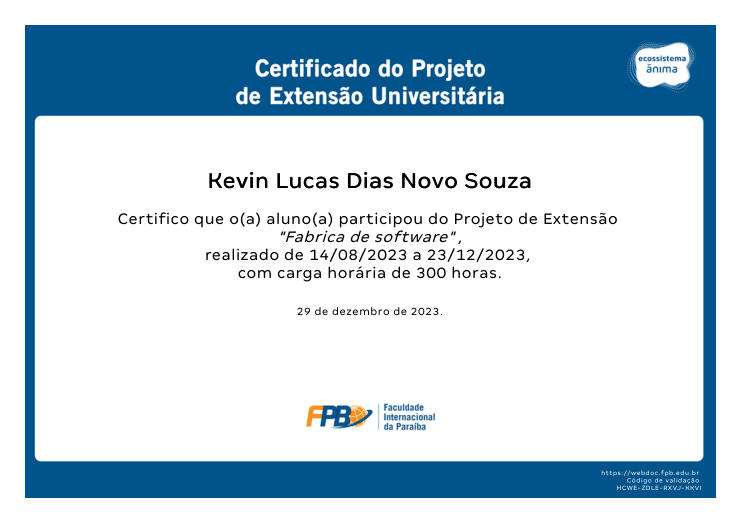 Certificado do Projeto
de Extensão Universitária
ecossistema
ânima
Kevin Lucas Dias Novo Souza
Certifico que o(a) aluno(a) participou do Projeto de Extensão
"Fabrica de software",
realizado de 14/08/2023 a 23/12/2023,
com carga horária de 300 horas.
29 de dezembro de 2023.
FPB
Faculdade
Internacional
da Paraíba
https://webdoc.fpb.edu.br
Código de validação
HCWE-ZDLE-RXVJ-KKVI